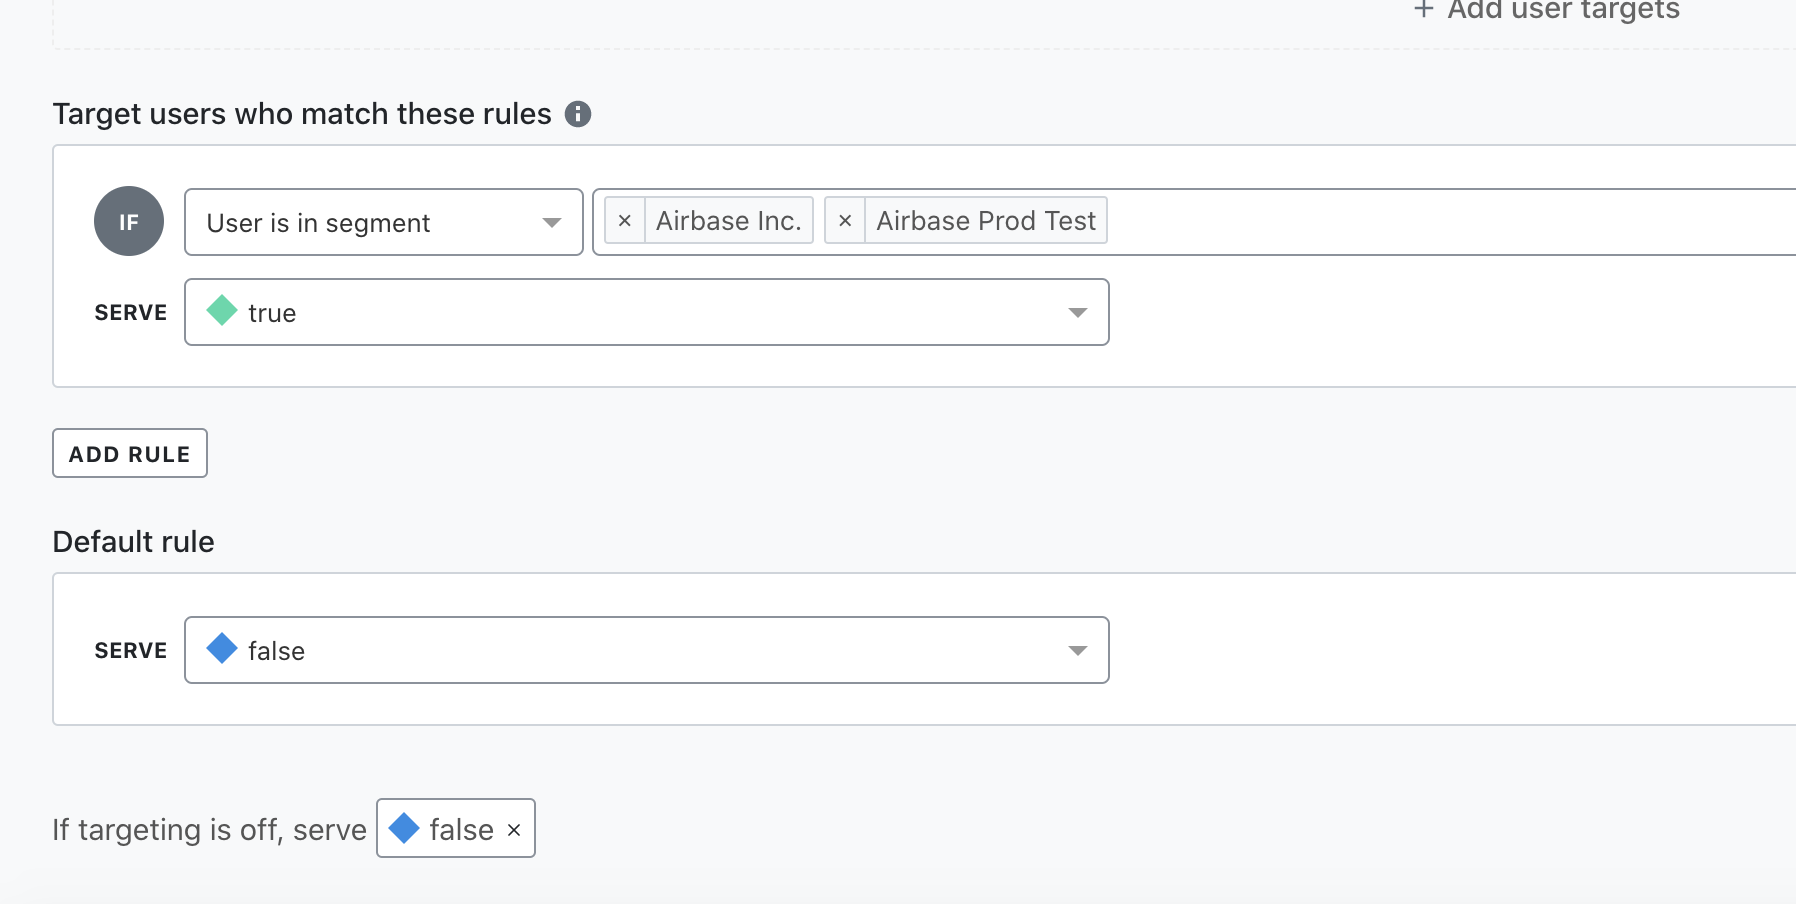 + Add user targets
Target users who match these rules
IF User is in segment × Airbase Inc. × Airbase Prod Test
SERVE true
ADD RULE
Default rule
SERVE false
If targeting is off, serve false ×